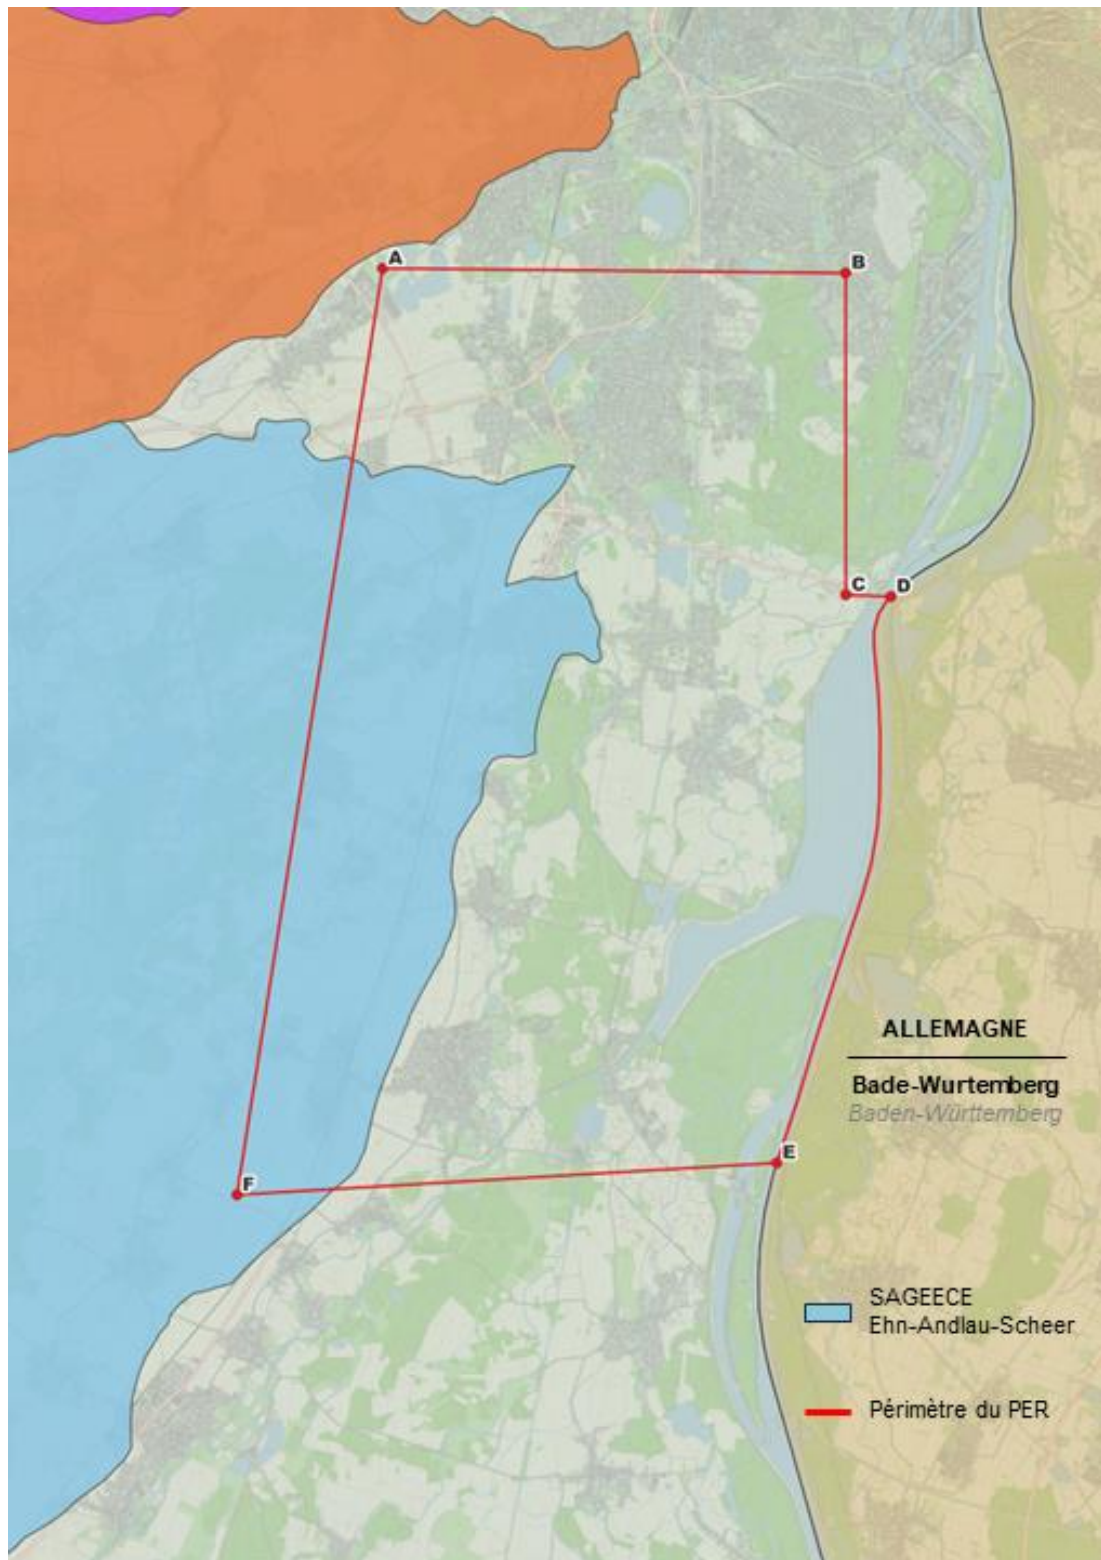 A
B
C
D
ALLEMAGNE
Bade-Wurtemberg
Baden-Württemberg
E
F
SAGEECE
Ehn-Andlau-Scheer
Périmètre du PER